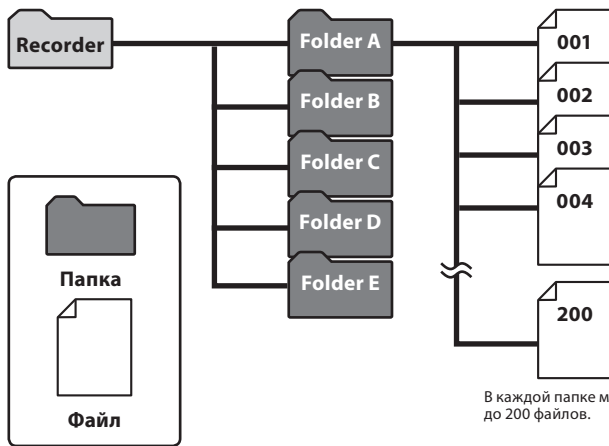 Recorder
Folder A
Folder B
Folder C
Folder D
Folder E
001
002
003
004
200
Папка
Файл
В каждой папке
до 200 файлов.